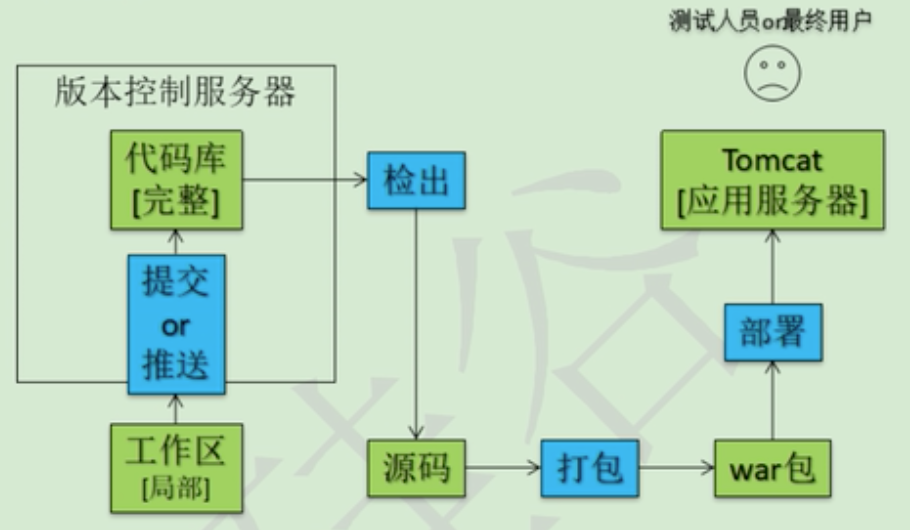 测试人员or最终用户
版本控制服务器
代码库
[完整]
检出
Tomcat
[应用服务器]
提交
or
推送
部署
工作区
[局部]
源码
打包
war包